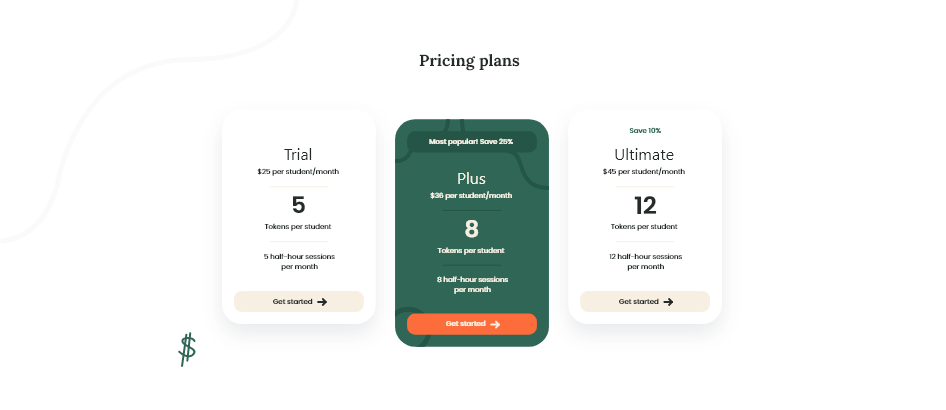 Pricing plans
Trial
$25 per student/month
5
Tokens per student
5 half-hour sessions
per month
Get started
Most popular! Save 25%
Plus
$36 per student/month
8
Tokens per student
8 half-hour sessions
per month
Get started
Save 10%
Ultimate
$45 per student/month
12
Tokens per student
12 half-hour sessions
per month
Get started
$